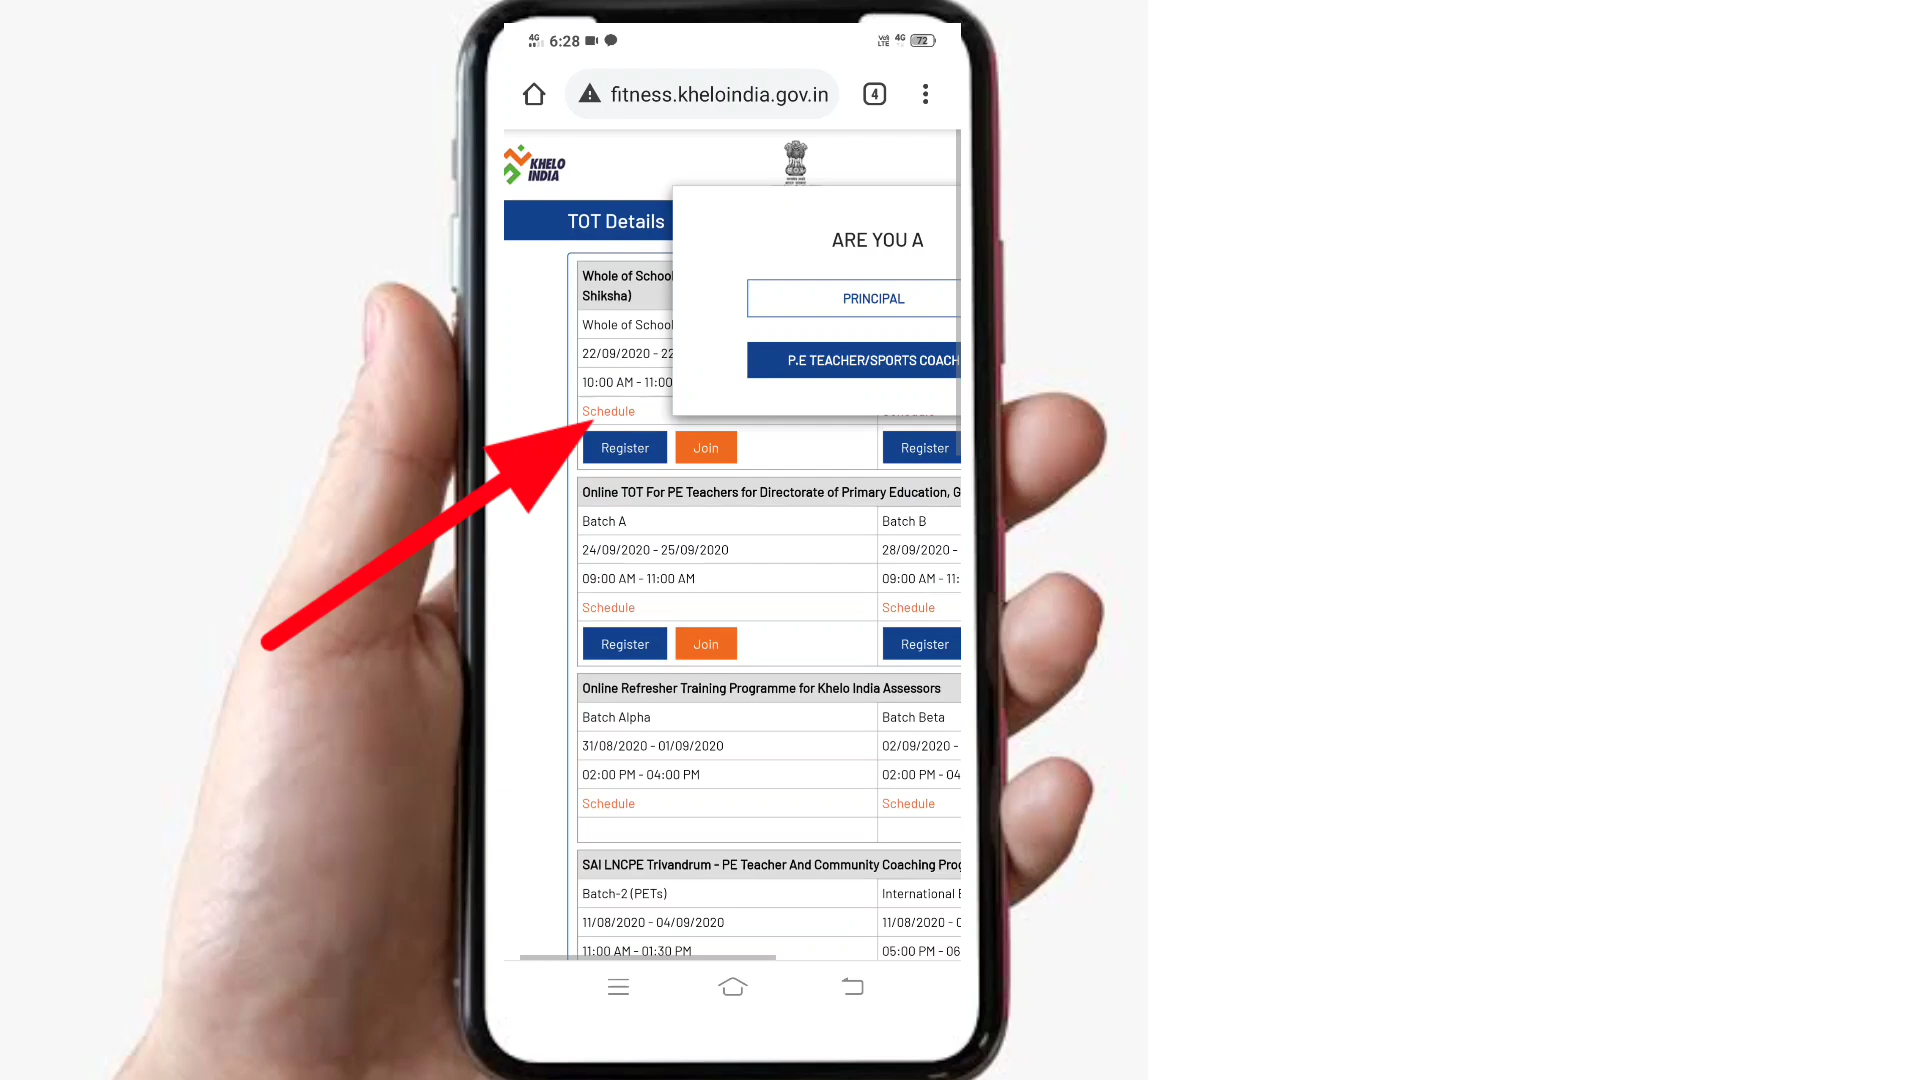 4G 6:28 VoI LTE 4G 72
fitness.kheloindia.gov.in 4
KHELO
INDIA
TOT Details
ARE YOU A
PRINCIPAL
P.E TEACHER/SPORTS COACH
Whole of School
Shiksha)
Whole of School
22/09/2020 - 22
10:00 AM - 11:00
Schedule
Register Join Register
Online TOT For PE Teachers for Directorate of Primary Education, G
Batch A Batch B
24/09/2020 - 25/09/2020 28/09/2020 -
09:00 AM - 11:00 AM 09:00 AM - 11:
Schedule Schedule
Register Join Register
Online Refresher Training Programme for Khelo India Assessors
Batch Alpha Batch Beta
31/08/2020 - 01/09/2020 02/09/2020 -
02:00 PM - 04:00 PM 02:00 PM - 04
Schedule Schedule
SAI LNCPE Trivandrum - PE Teacher And Community Coaching Prog
Batch-2 (PETs) International
11/08/2020 - 04/09/2020 11/08/2020 -
11:00 AM - 01:30 PM 05:00 PM - 06